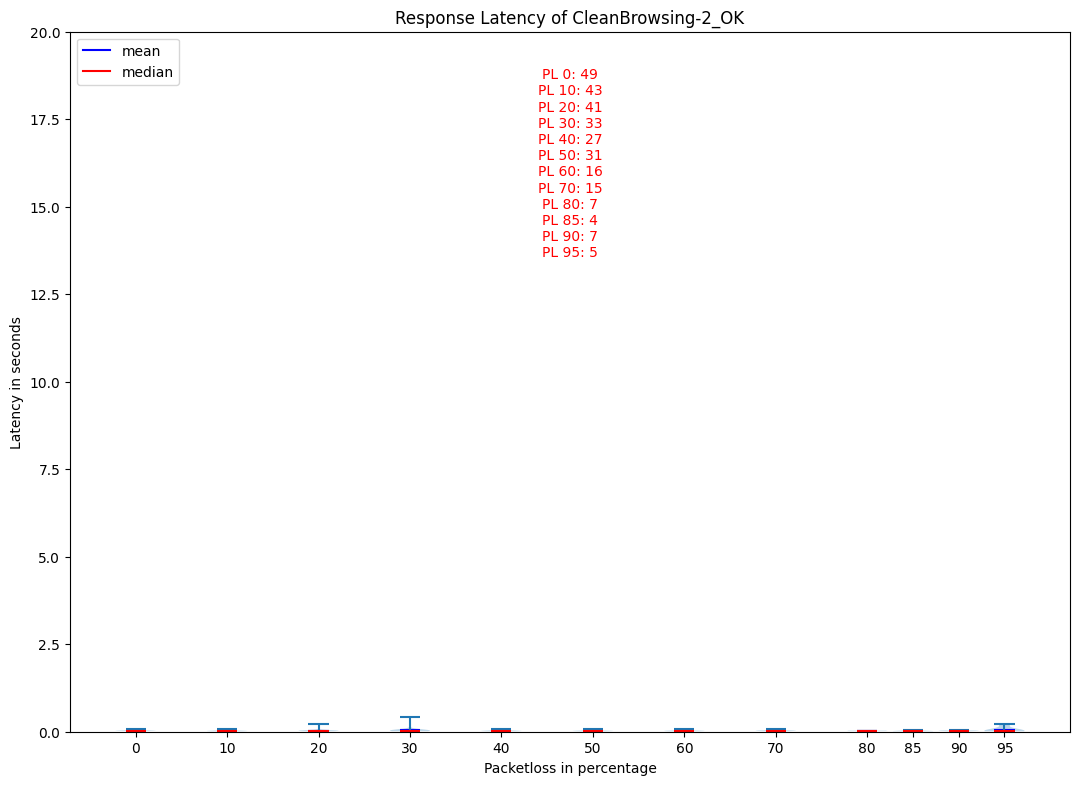 Response Latency of CleanBrowsing-2_OK
mean
median
PL 0: 49
PL 10: 43
PL 20: 41
PL 30: 33
PL 40: 27
PL 50: 31
PL 60: 16
PL 70: 15
PL 80: 7
PL 85: 4
PL 90: 7
PL 95: 5
Latency in seconds
20.0
17.5
15.0
12.5
10.0
7.5
5.0
2.5
0.0
0 10 20 30 40 50 60 70 80 85 90 95
Packetloss in percentage